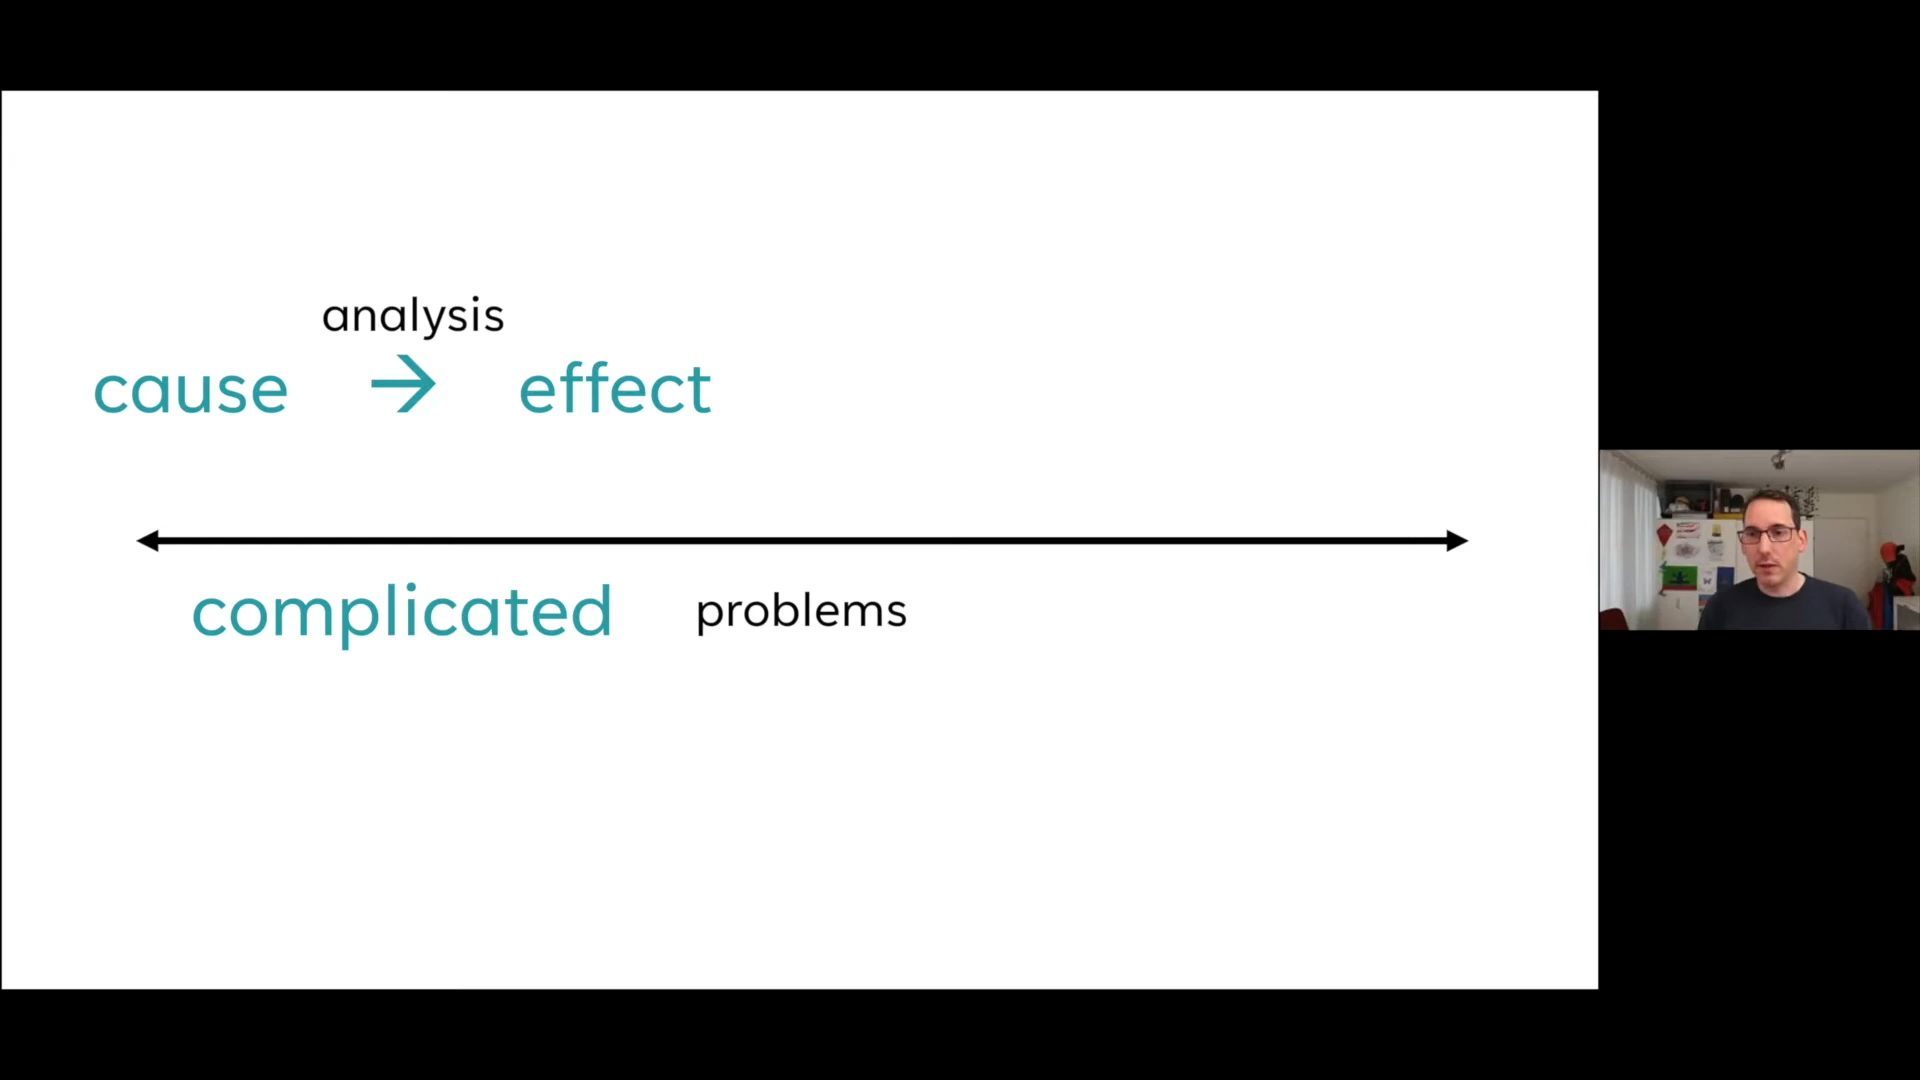 analysis
cause → effect
complicated problems